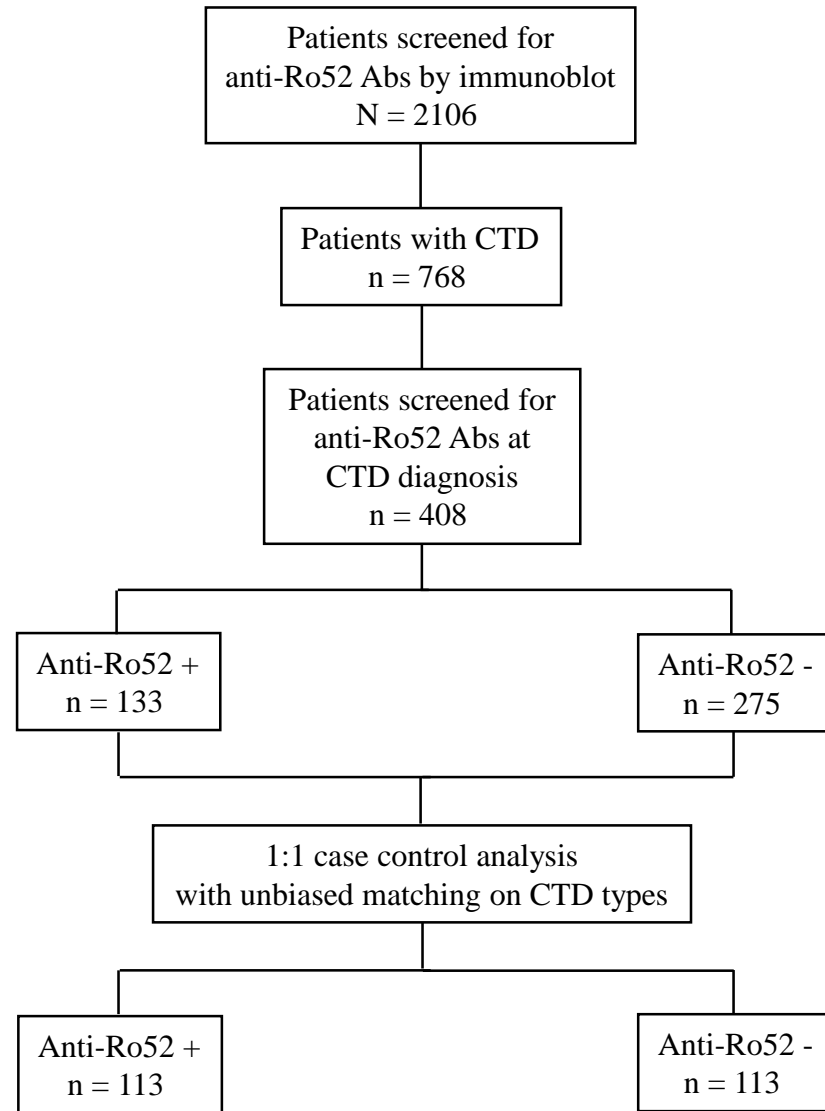 Patients screened for
anti-Ro52 Abs by immunoblot
N = 2106
Patients with CTD
n = 768
Patients screened for
anti-Ro52 Abs at
CTD diagnosis
n = 408
Anti-Ro52 +
n = 133
Anti-Ro52 -
n = 275
1:1 case control analysis
with unbiased matching on CTD types
Anti-Ro52 +
n = 113
Anti-Ro52 -
n = 113